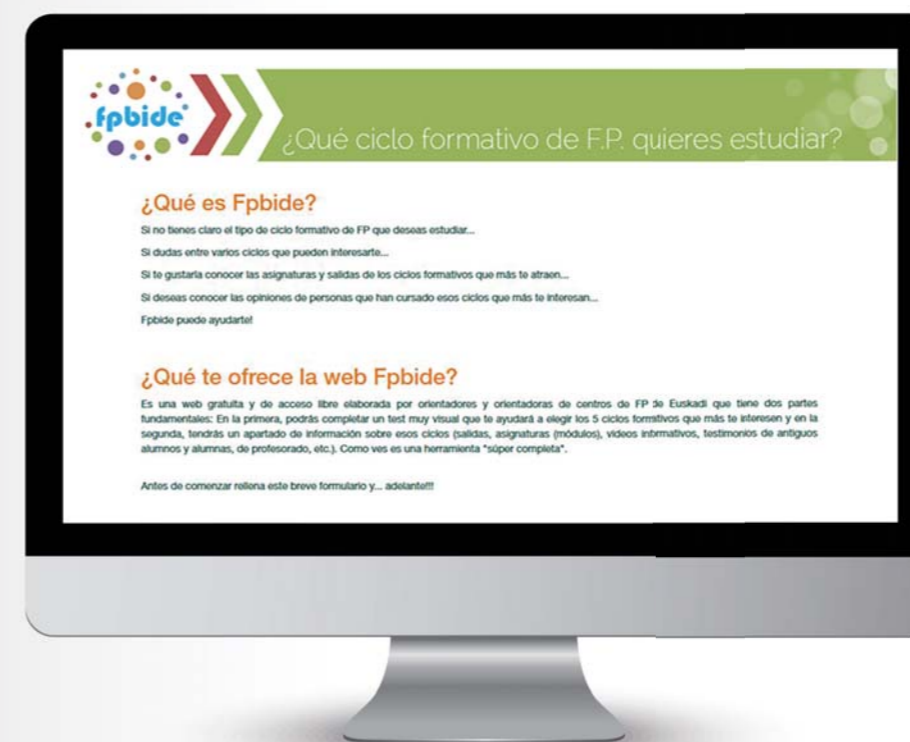 fpbide
¿Qué ciclo formativo de F.P. quieres estudiar?
¿Qué es Fpbide?
Si no tienes claro el tipo de ciclo formativo de FP que deseas estudiar...
Si dudas entre varios ciclos que pueden interesarte...
Si te gustaría conocer las asignaturas y salidas de los ciclos formativos que más te atraen...
Si deseas conocer las opiniones de personas que han cursado esos ciclos que más te interesan...
Fpbide puede ayudarte!
¿Qué te ofrece la web Fpbide?
Es una web gratuita y de acceso libre elaborada por orientadores y orientadoras de centros de FP de Euskadi que tiene dos partes
fundamentales: En la primera, podrás completar un test muy visual que te ayudará a elegir los 5 ciclos formtivos que más te interesen y en la
segunda, tendrás un apartado de información sobre esos ciclos (salidas, asignaturas (módulos), videos informativos, testimonios de antiguos
alumnos y alumnas, de profesorado, etc.). Como ves es una herramienta "súper completa".
Antes de comenzar rellena este breve formulario y... adelante!!!